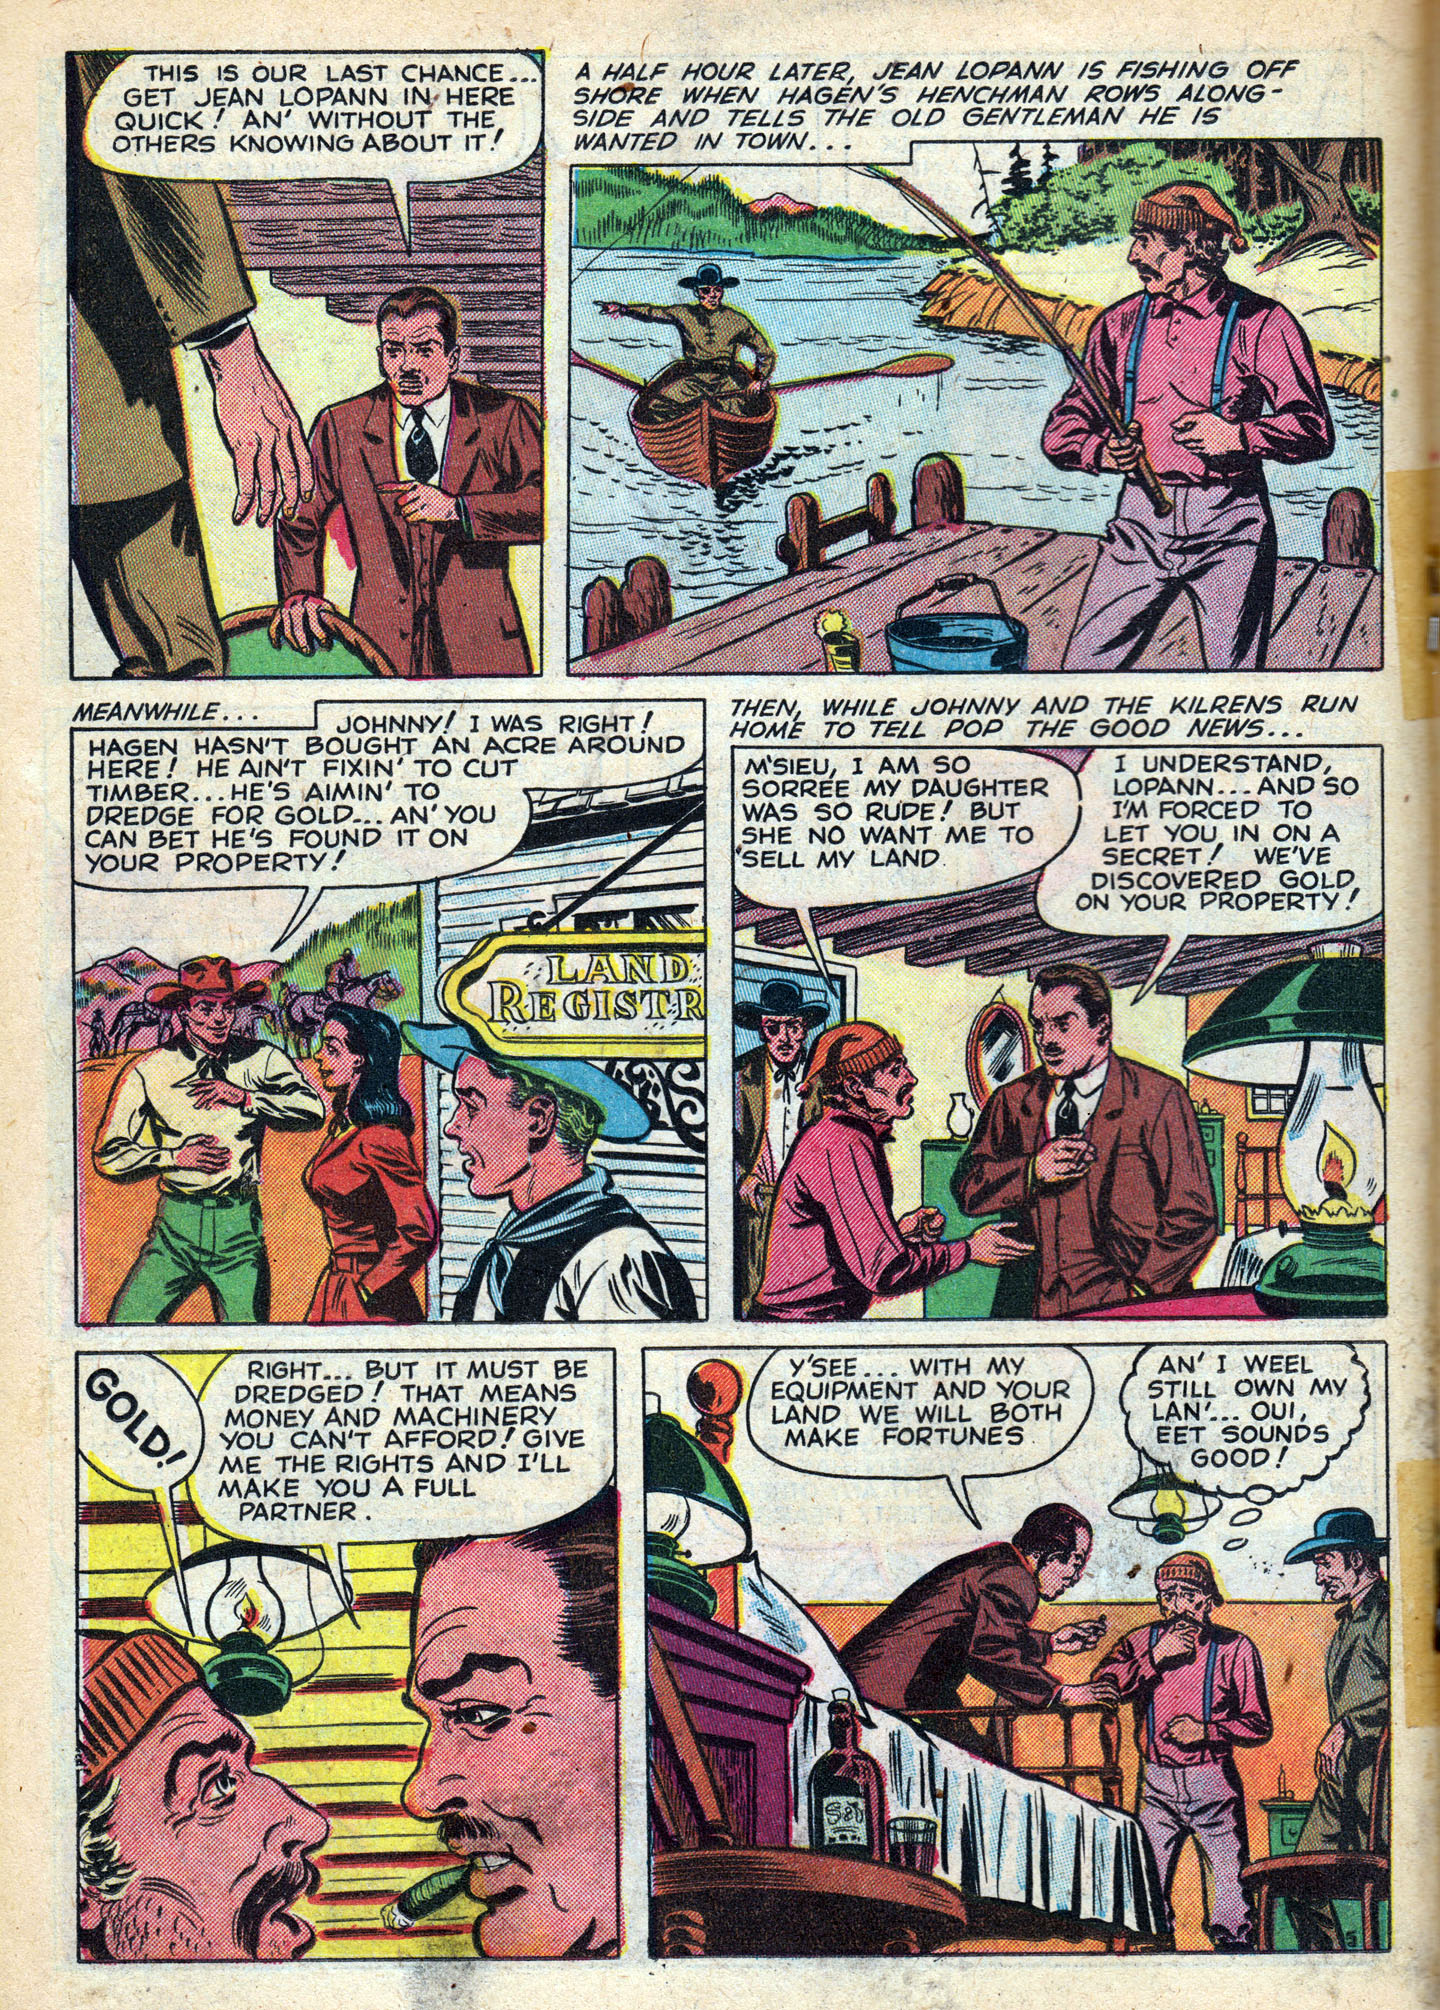 THIS IS OUR LAST CHANCE...
GET JEAN LOPANN IN HERE
QUICK! AN' WITHOUT THE
OTHERS KNOWING ABOUT IT!
A HALF HOUR LATER, JEAN LOPANN IS FISHING OFF
SHORE WHEN HAGEN'S HENCHMAN ROWS ALONG-
SIDE AND TELLS THE OLD GENTLEMAN HE IS
WANTED IN TOWN...
MEANWHILE...
JOHNNY! I WAS RIGHT!
HAGEN HASN'T BOUGHT AN ACRE AROUND
HERE! HE AIN'T FIXIN' TO CUT
TIMBER...HE'S AIMIN' TO
DREDGE FOR GOLD... AN' YOU
CAN BET HE'S FOUND IT ON
YOUR PROPERTY!
LAND
REGISTR
THEN, WHILE JOHNNY AND THE KILRENS RUN
HOME TO TELL POP THE GOOD NEWS...
M'SIEU, I AM SO
SORREE MY DAUGHTER
WAS SO RUDE! BUT
SHE NO WANT ME TO
SELL MY LAND.
I UNDERSTAND,
LOPANN...AND SO
I'M FORCED TO
LET YOU IN ON A
SECRET! WE'VE
DISCOVERED GOLD
ON YOUR PROPERTY!
GOLD!
RIGHT... BUT IT MUST BE
DREDGED! THAT MEANS
MONEY AND MACHINERY
YOU CAN'T AFFORD! GIVE
ME THE RIGHTS AND I'LL
MAKE YOU A FULL
PARTNER.
Y'SEE... WITH MY
EQUIPMENT AND YOUR
LAND WE WILL BOTH
MAKE FORTUNES.
AN' I WEEL
STILL OWN MY
LAN'... OUI,
EET SOUNDS
GOOD!
5